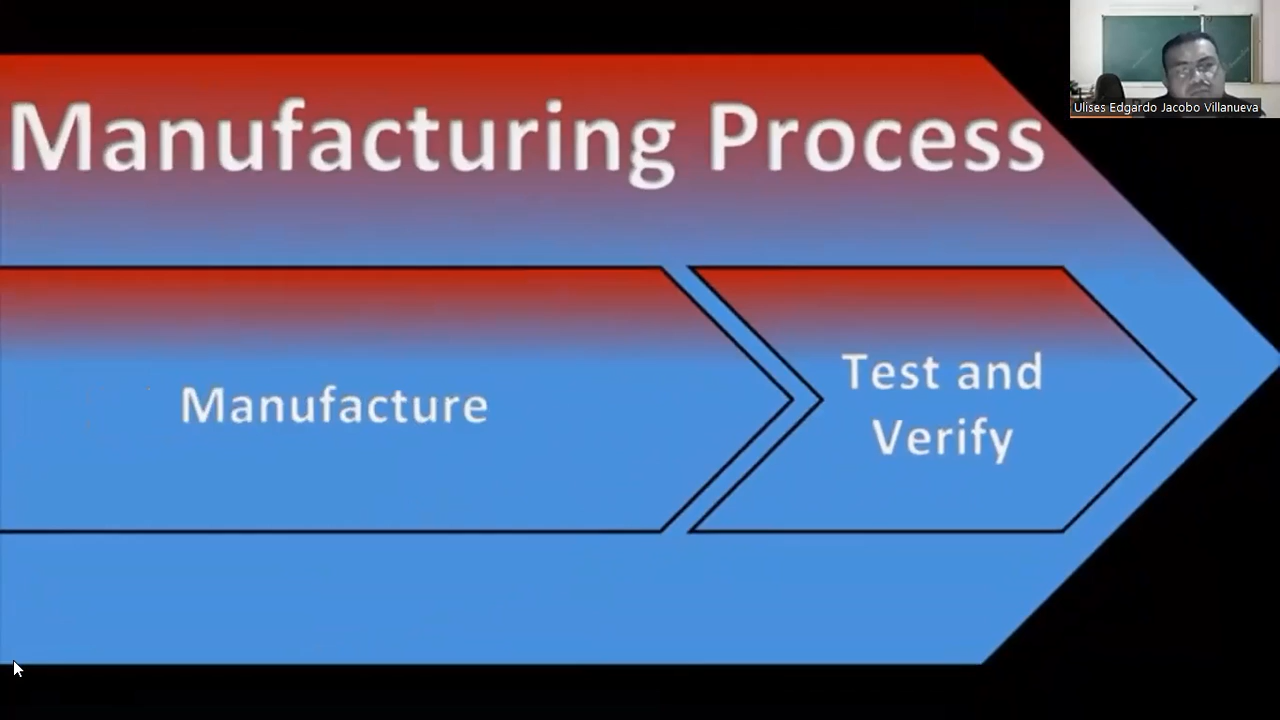 Manufacturing Process
Manufacture
Test and
Verify
Ulises Edgardo Jacobo Villanueva